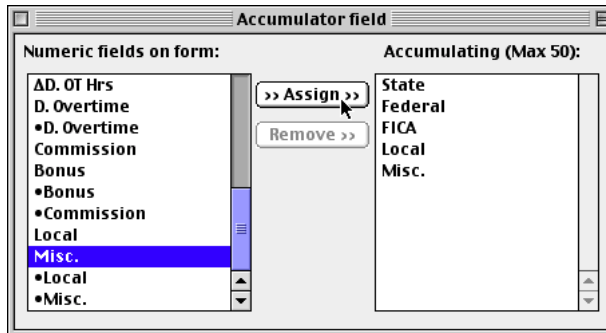 Accumulator field
Numeric fields on form:
ΔD. OT Hrs
D. Overtime
•D. Overtime
Commission
Bonus
•Bonus
•Commission
Local
Misc.
•Local
•Misc.
>> Assign >>
Remove >>
Accumulating (Max 50):
State
Federal
FICA
Local
Misc.